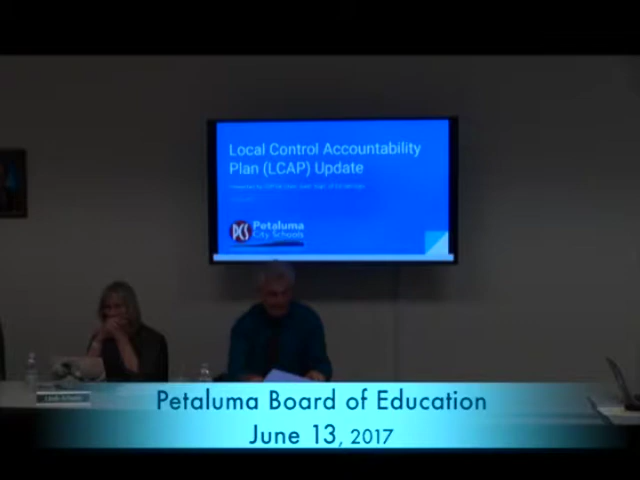 Local Control Accountability
Plan (LCAP) Update
PCS
Petaluma
City Schools
Petaluma Board of Education
June 13, 2017